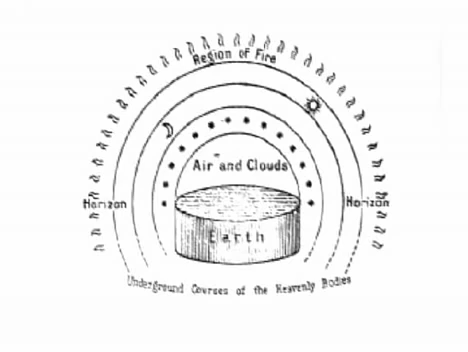 Region of Fire
Air and Clouds
Horizon
Horizon
Earth
Underground Courses of the Heavenly Bodies